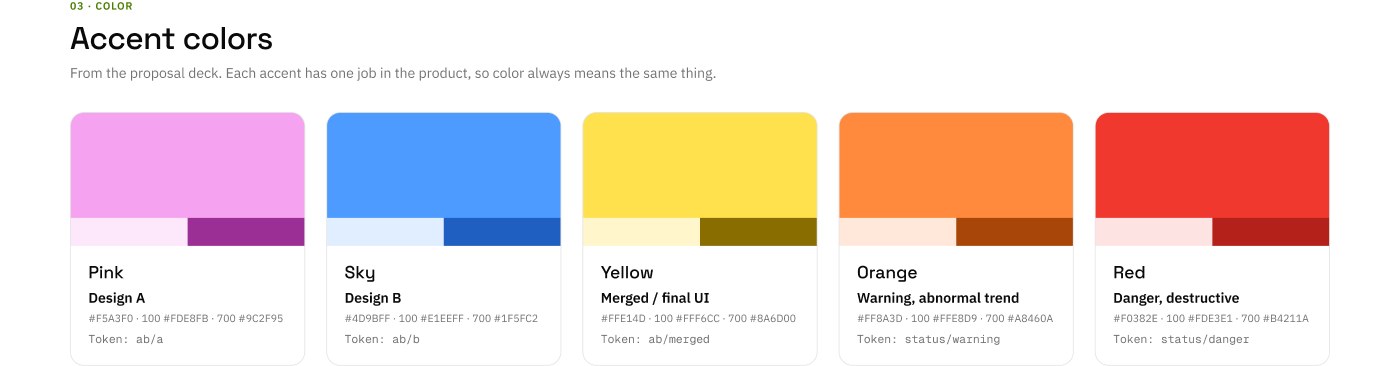 03 · COLOR
Accent colors
From the proposal deck. Each accent has one job in the product, so color always means the same thing.
Pink
Design A
#F5A3F0 · 100 #FDE8FB · 700 #9C2F95
Token: ab/a
Sky
Design B
#4D9BFF · 100 #E1EEFF · 700 #1F5FC2
Token: ab/b
Yellow
Merged / final UI
#FFE14D · 100 #FFF6CC · 700 #8A6D00
Token: ab/merged
Orange
Warning, abnormal trend
#FF8A3D · 100 #FFE8D9 · 700 #A8460A
Token: status/warning
Red
Danger, destructive
#F0382E · 100 #FDE3E1 · 700 #B4211A
Token: status/danger